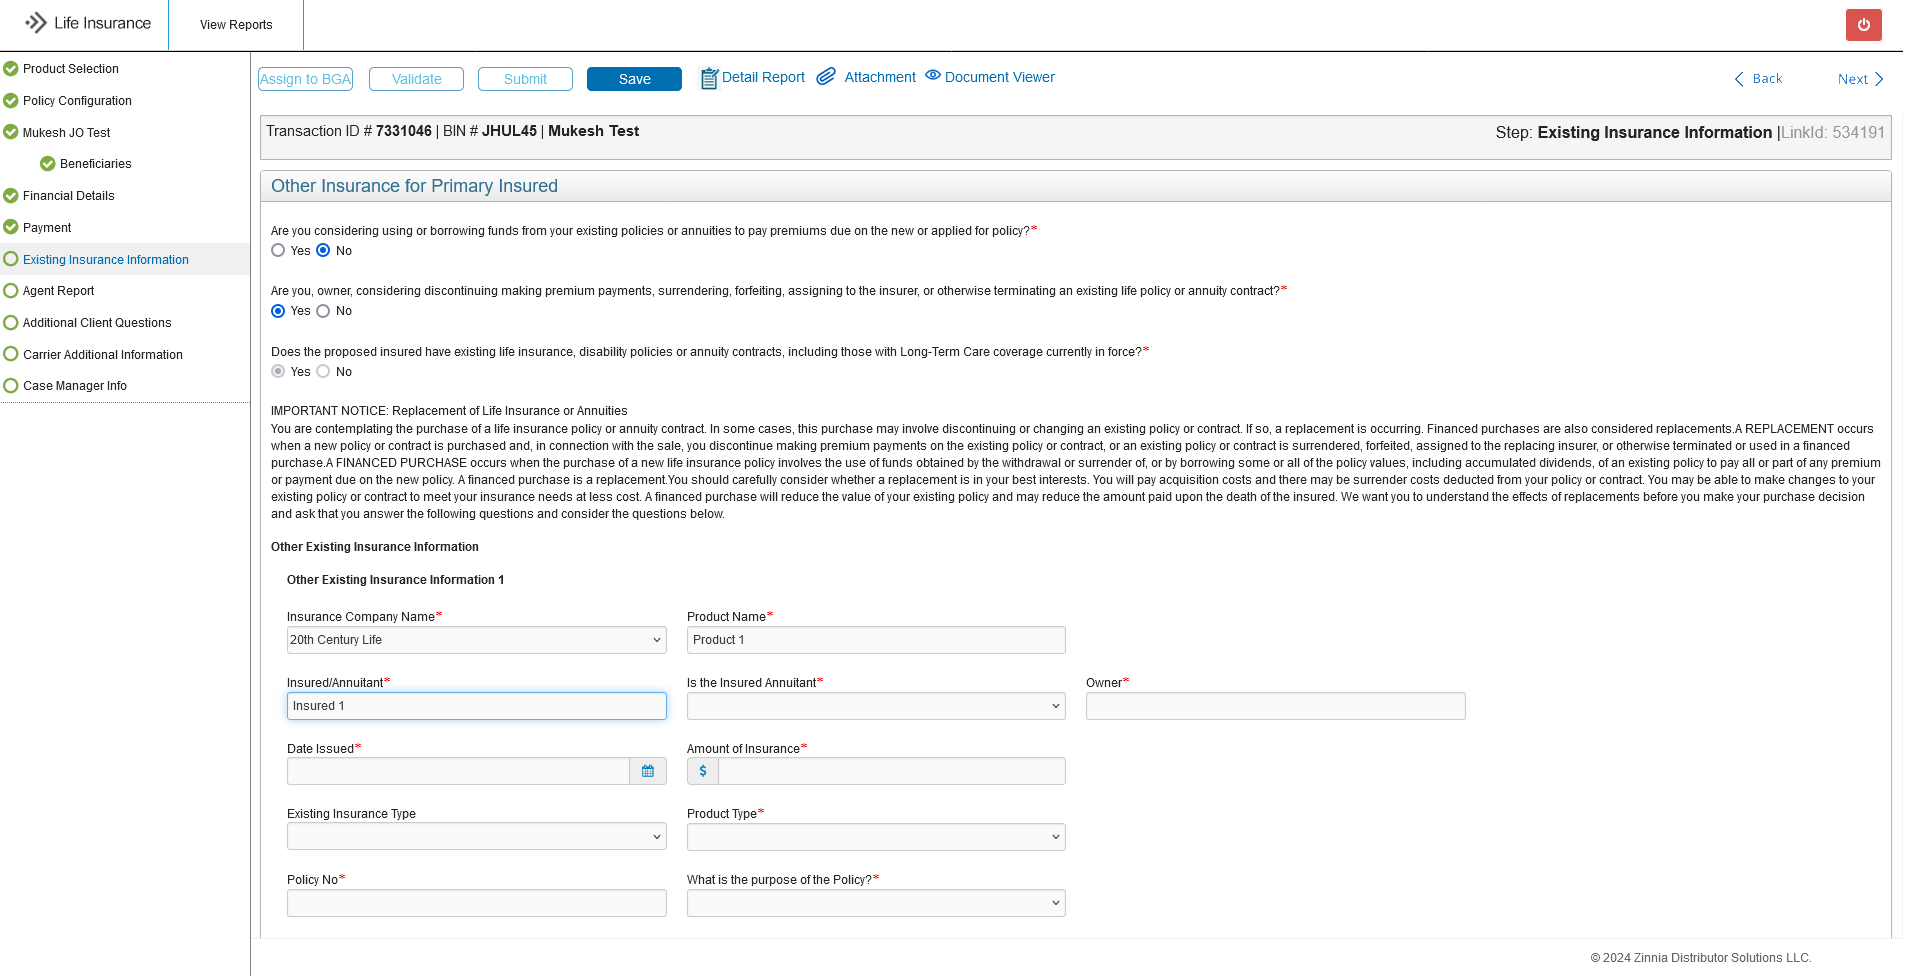 Life Insurance
View Reports
Product Selection
Policy Configuration
Mukesh JO Test
Beneficiaries
Financial Details
Payment
Existing Insurance Information
Agent Report
Additional Client Questions
Carrier Additional Information
Case Manager Info
Assign to BGA Validate Submit Save Detail Report Attachment Document Viewer Back Next
Transaction ID # 7331046 | BIN # JHUL45 | Mukesh Test
Step: Existing Insurance Information |LinkId: 534191
Other Insurance for Primary Insured
Are you considering using or borrowing funds from your existing policies or annuities to pay premiums due on the new or applied for policy?*
Yes No
Are you, owner, considering discontinuing making premium payments, surrendering, forfeiting, assigning to the insurer, or otherwise terminating an existing life policy or annuity contract?*
Yes No
Does the proposed insured have existing life insurance, disability policies or annuity contracts, including those with Long-Term Care coverage currently in force?*
Yes No
IMPORTANT NOTICE: Replacement of Life Insurance or Annuities
You are contemplating the purchase of a life insurance policy or annuity contract. In some cases, this purchase may involve discontinuing or changing an existing policy or contract. If so, a replacement is occurring. Financed purchases are also considered replacements.A REPLACEMENT occurs
when a new policy or contract is purchased and, in connection with the sale, you discontinue making premium payments on the existing policy or contract, or an existing policy or contract is surrendered, forfeited, assigned to the replacing insurer, or otherwise terminated or used in a financed
purchase.A FINANCED PURCHASE occurs when the purchase of a new life insurance policy involves the use of funds obtained by the withdrawal or surrender of, or by borrowing some or all of the policy values, including accumulated dividends, of an existing policy to pay all or part of any premium
or payment due on the new policy. A financed purchase is a replacement.You should carefully consider whether a replacement is in your best interests. You will pay acquisition costs and there may be surrender costs deducted from your policy or contract. You may be able to make changes to your
existing policy or contract to meet your insurance needs at less cost. A financed purchase will reduce the value of your existing policy and may reduce the amount paid upon the death of the insured. We want you to understand the effects of replacements before you make your purchase decision
and ask that you answer the following questions and consider the questions below.
Other Existing Insurance Information
Other Existing Insurance Information 1
Insurance Company Name* Product Name*
20th Century Life Product 1
Insured/Annuitant* Is the Insured Annuitant* Owner*
Insured 1
Date Issued* Amount of Insurance*
$
Existing Insurance Type Product Type*
Policy No* What is the purpose of the Policy?*
© 2024 Zinnia Distributor Solutions LLC.